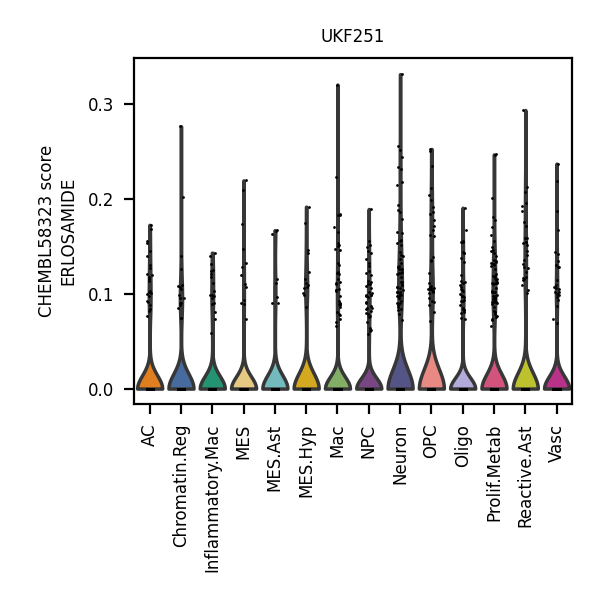 UKF251
CHEMBL58323 score
ERLOSAMIDE
0.3
0.2
0.1
0.0
AC
Chromatin.Reg
Inflammatory.Mac
MES
MES.Ast
MES.Hyp
Mac
NPC
Neuron
OPC
Oligo
Prolif.Metab
Reactive.Ast
Vasc